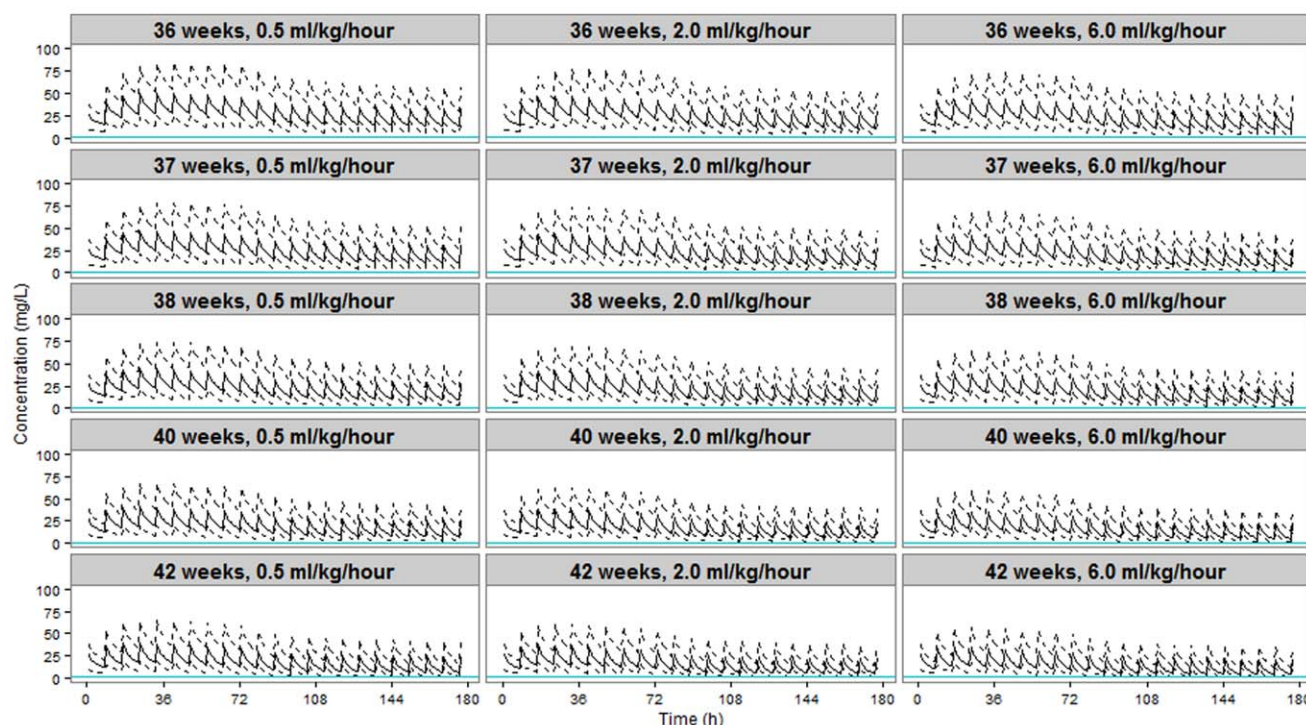 36 weeks, 0.5 ml/kg/hour
36 weeks, 2.0 ml/kg/hour
36 weeks, 6.0 ml/kg/hour
100
75
50
25
0
37 weeks, 0.5 ml/kg/hour
37 weeks, 2.0 ml/kg/hour
37 weeks, 6.0 ml/kg/hour
100
75
50
25
0
38 weeks, 0.5 ml/kg/hour
38 weeks, 2.0 ml/kg/hour
38 weeks, 6.0 ml/kg/hour
100
75
50
25
0
Concentration (mg/L)
40 weeks, 0.5 ml/kg/hour
40 weeks, 2.0 ml/kg/hour
40 weeks, 6.0 ml/kg/hour
100
75
50
25
0
42 weeks, 0.5 ml/kg/hour
42 weeks, 2.0 ml/kg/hour
42 weeks, 6.0 ml/kg/hour
100
75
50
25
0
0 36 72 108 144 180
0 36 72 108 144 180
0 36 72 108 144 180
Time (h)